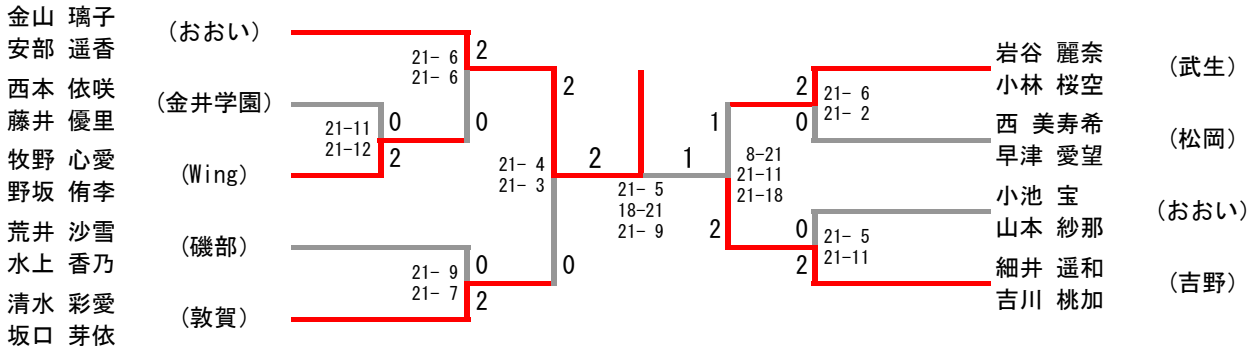 金山 璃子
安部 遥香
(おおい)
西本 依咲
藤井 優里
(金井学園)
牧野 心愛
野坂 侑李
(Wing)
荒井 沙雪
水上 香乃
(磯部)
清水 彩愛
坂口 芽依
(敦賀)
21- 6
21- 6
2
0
21-11
21-12
0
2
21- 9
21- 7
0
2
21- 4
21- 3
2
0
2
1
21- 5
18-21
21- 9
1
2
8-21
21-11
21-18
2
0
21- 6
21- 2
0
2
21- 5
21-11
岩谷 麗奈
小林 桜空
(武生)
西 美寿希
早津 愛望
(松岡)
小池 宝
山本 紗那
(おおい)
細井 遥和
吉川 桃加
(吉野)